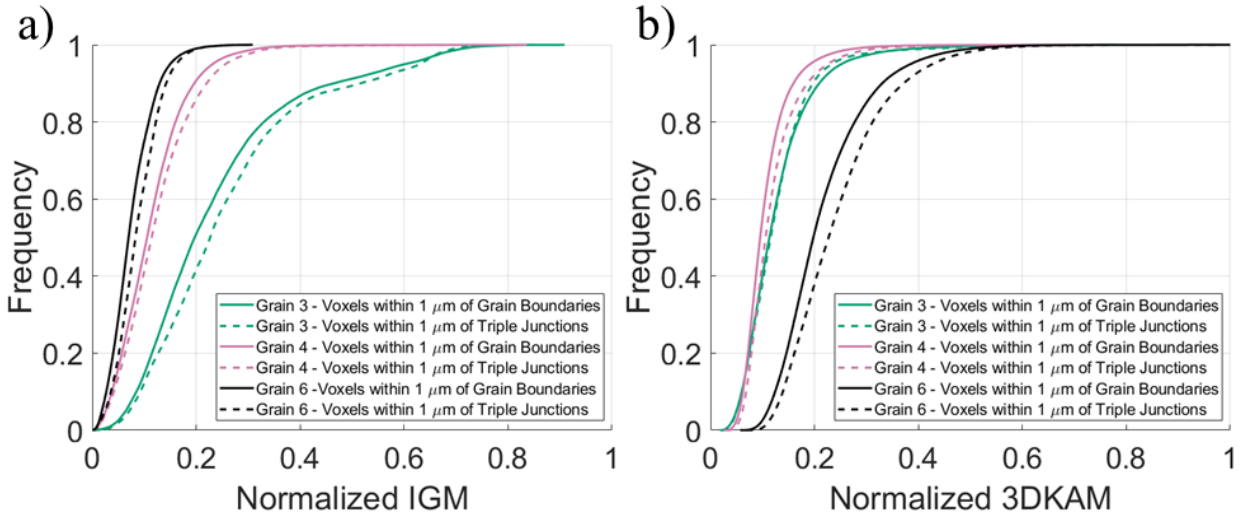 a)
1
0.8
0.6
0.4
0.2
0
Frequency
Grain 3 - Voxels within 1 μm of Grain Boundaries
Grain 3 - Voxels within 1 μm of Triple Junctions
Grain 4 - Voxels within 1 μm of Grain Boundaries
Grain 4 - Voxels within 1 μm of Triple Junctions
Grain 6 -Voxels within 1 μm of Grain Boundaries
Grain 6 - Voxels within 1 μm of Triple Junctions
0 0.2 0.4 0.6 0.8 1
Normalized IGM
b)
1
0.8
0.6
0.4
0.2
0
Frequency
Grain 3 - Voxels within 1 μm of Grain Boundaries
Grain 3 - Voxels within 1 μm of Triple Junctions
Grain 4 - Voxels within 1 μm of Grain Boundaries
Grain 4 - Voxels within 1 μm of Triple Junctions
Grain 6 - Voxels within 1 μm of Grain Boundaries
Grain 6 - Voxels within 1 μm of Triple Junctions
0 0.2 0.4 0.6 0.8 1
Normalized 3DKAM